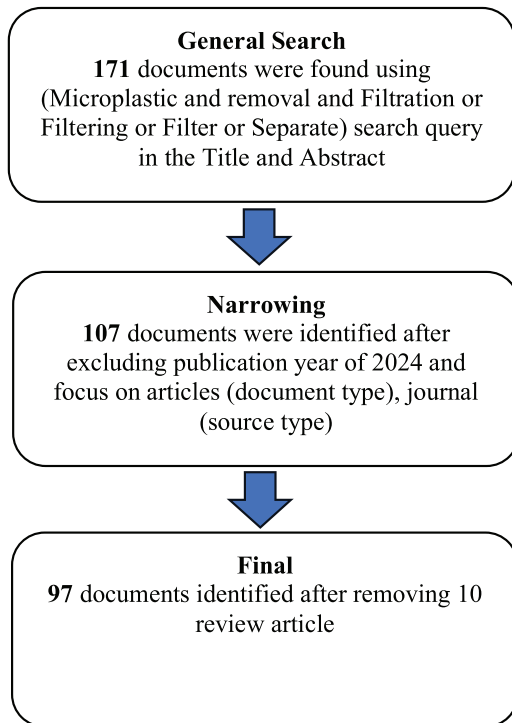 General Search
171 documents were found using
(Microplastic and removal and Filtration or
Filtering or Filter or Separate) search query
in the Title and Abstract
Narrowing
107 documents were identified after
excluding publication year of 2024 and
focus on articles (document type), journal
(source type)
Final
97 documents identified after removing 10
review article